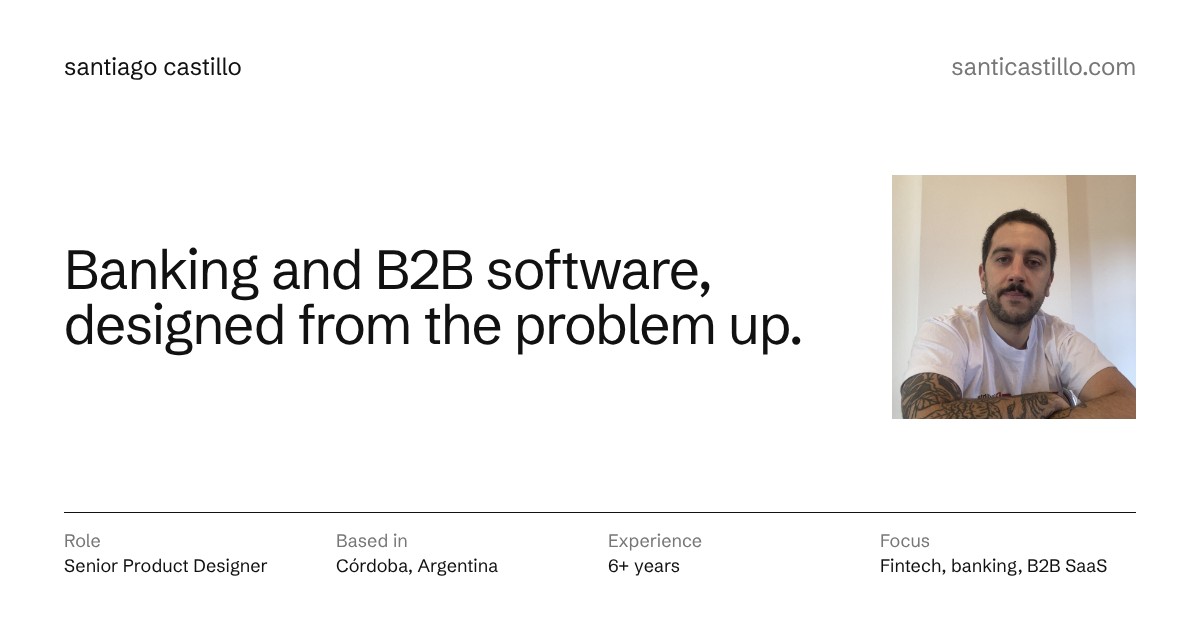 santiago castillo
santicastillo.com
Banking and B2B software,
designed from the problem up.
Role
Senior Product Designer
Based in
Córdoba, Argentina
Experience
6+ years
Focus
Fintech, banking, B2B SaaS